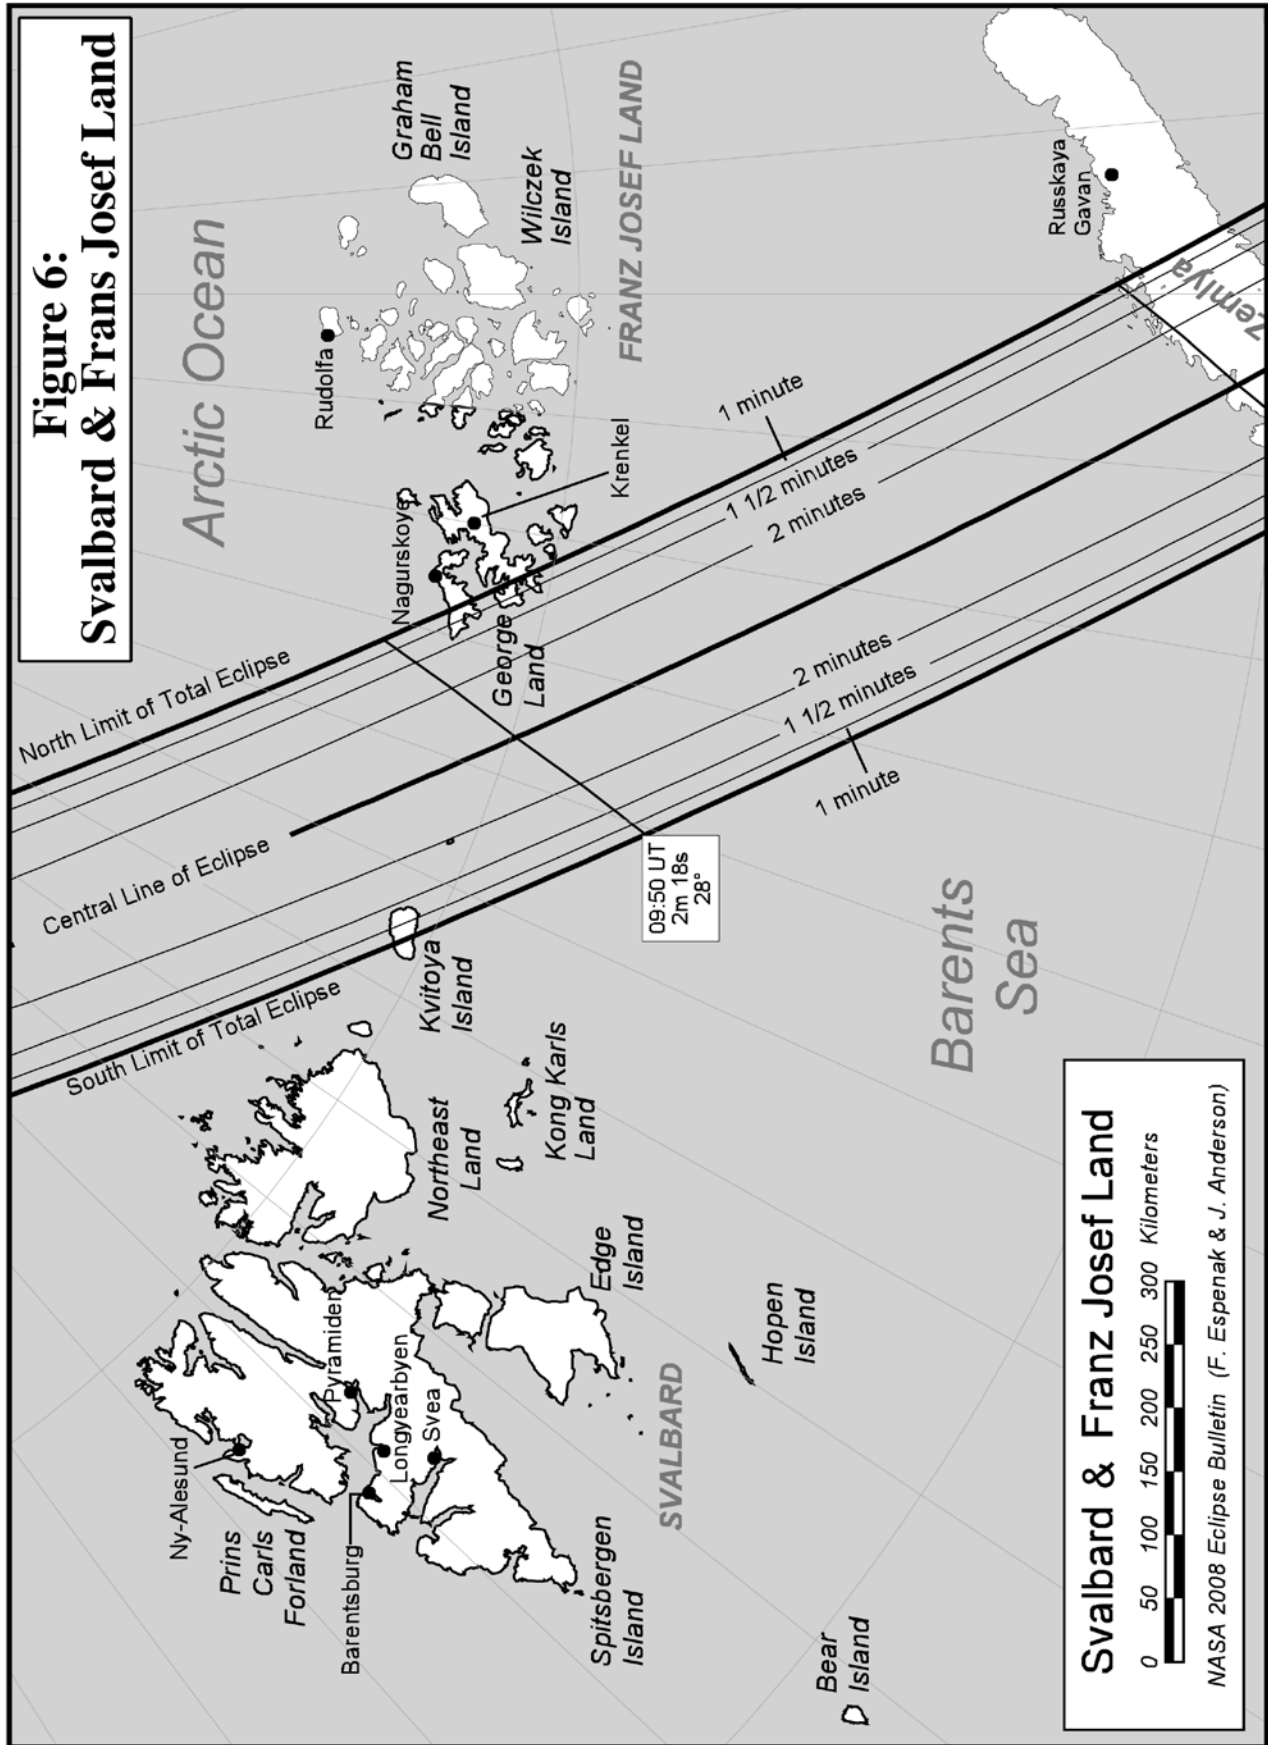 Figure 6:
Svalbard & Frans Josef Land
Arctic Ocean
Graham
Bell
Island
Wilczek
Island
FRANZ JOSEF LAND
Rudolfa
Nagurskoye
Krenkel
George
Land
Russkaya
Gavan
Zemlya
North Limit of Total Eclipse
Central Line of Eclipse
South Limit of Total Eclipse
1 minute
1 1/2 minutes
2 minutes
2 minutes
1 1/2 minutes
1 minute
09:50 UT
2m 18s
28°
Kvitoya
Island
Northeast
Land
Kong Karls
Land
Barents
Sea
Edge
Island
Hopen
Island
SVALBARD
Pyramiden
Longyearbyen
Svea
Ny-Alesund
Prins
Carls
Forland
Barentsburg
Spitsbergen
Island
Bear
Island
Svalbard & Franz Josef Land
0 50 100 150 200 250 300 Kilometers
NASA 2008 Eclipse Bulletin (F. Espenak & J. Anderson)